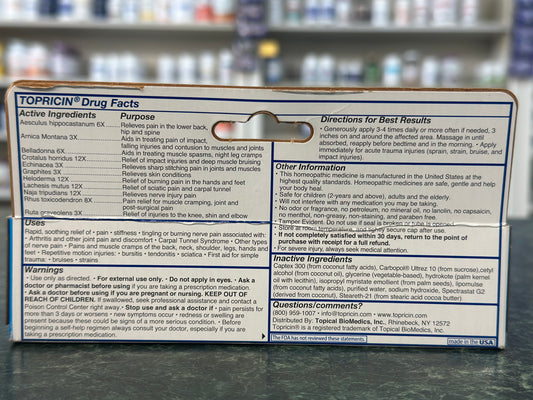 TOPRICIN® Drug Facts
Active Ingredients Purpose
Aesculus hippocastanum 6X Relieves pain in the lower back,
hip and spine
Arnica Montana 3X Aids in treating pain of impact,
falling injuries and contusion to muscles and joints
Belladonna 6X Aids in treating muscle spasms, night leg cramps
Crotalus horridus 12X Relief of impact injuries and deep muscle bruising
Echinacea 3X Relieves sharp stitching pain in joints and muscles
Graphites 3X Relieves skin conditions
Heloderma 12X Relief of burning pain in the hands and feet
Lachesis mutus 12X Relief of sciatic pain and carpal tunnel
Naja tripudians 12X Relieves nerve injury pain
Rhus toxicodendron 8X Pain relief for muscle cramping, joint and
post-surgical pain
Ruta graveolens 3X Relief of injuries to the knee, shin and elbow
Uses
Rapid, soothing relief of: • pain • stiffness • tingling or burning nerve pain associated with:
• Arthritis and other joint pain and discomfort • Carpal Tunnel Syndrome • Other types
of nerve pain • Pains and muscle cramps of the back, neck, shoulder, legs, hands and
feet • Repetitive motion injuries: • bursitis • tendonitis • sciatica • First aid for simple
trauma: • bruises • strains
Warnings
• Use only as directed. • For external use only. • Do not apply in eyes. • Ask a
doctor or pharmacist before using if you are taking a prescription medication.
• Ask a doctor before using if you are pregnant or nursing. KEEP OUT OF
REACH OF CHILDREN. If swallowed, seek professional assistance and contact a
Poison Control Center right away. • Stop use and ask a doctor if • pain persists for
more than 3 days or worsens • new symptoms occur • redness or swelling are
present because these could be signs of a more serious condition. • Before
beginning a self-help regimen always consult your doctor, especially if you are
taking a prescription medication.
Directions for Best Results
• Generously apply 3-4 times daily or more often if needed, 3
inches on and around the affected area. Massage in until
absorbed, reapply before bedtime and in the morning. • Apply
immediately for acute trauma injuries (sprain, strain, bruise, and
impact injuries).
Other Information
• This homeopathic medicine is manufactured in the United States at the
highest quality standards. Homeopathic medicines are safe, gentle and help
your body heal.
• Safe for children (2-years and above), adults and the elderly.
• Will not interfere with any medication you may be taking.
• No odor or fragrance, no petroleum, no mineral oil, no lanolin, no capsaicin,
no menthol, non-greasy, non-staining, and paraben free.
• Tamper Evident. Do not use if seal is broken or tube is opened.
• Store at room temperature, and tightly secure cap after use.
• If not completely satisfied within 30 days, return to the point of
purchase with receipt for a full refund.
• For severe injury, always seek medical attention.
Inactive Ingredients
Captex 300 (from coconut fatty acids), Carbopol® Ultrez 10 (from sucrose),cetyl
alcohol (from coconut oil), glycerine (vegetable-based), hydrokote (palm kernel
oil with lecithin), isopropyl myristate emollient (from palm seeds), lipomulse
(from coconut fatty acids), purified water, sodium hydroxide, Spectrastat G2
(derived from coconut), Steareth-21 (from stearic acid cocoa butter).
Questions/comments?
(800) 959-1007 • info@topricin.com • www.topricin.com
Distributed By: Topical BioMedics, Inc., Rhinebeck, NY 12572
Topricin® is a registered trademark of Topical BioMedics, Inc.
The FDA has not reviewed these statements.
made in the USA